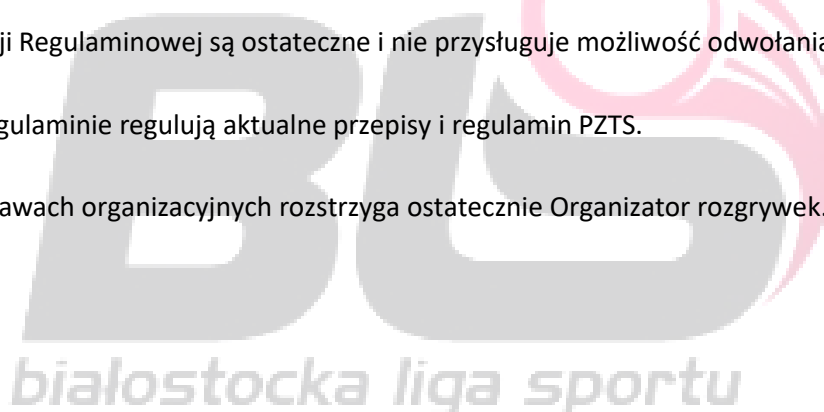 ji Regulaminowej są ostateczne i nie przysługuje możliwość odwołania
gulaminie regulują aktualne przepisy i regulamin PZTS.
awach organizacyjnych rozstrzyga ostatecznie Organizator rozgrywek.
BLS
białostocka liga sportu